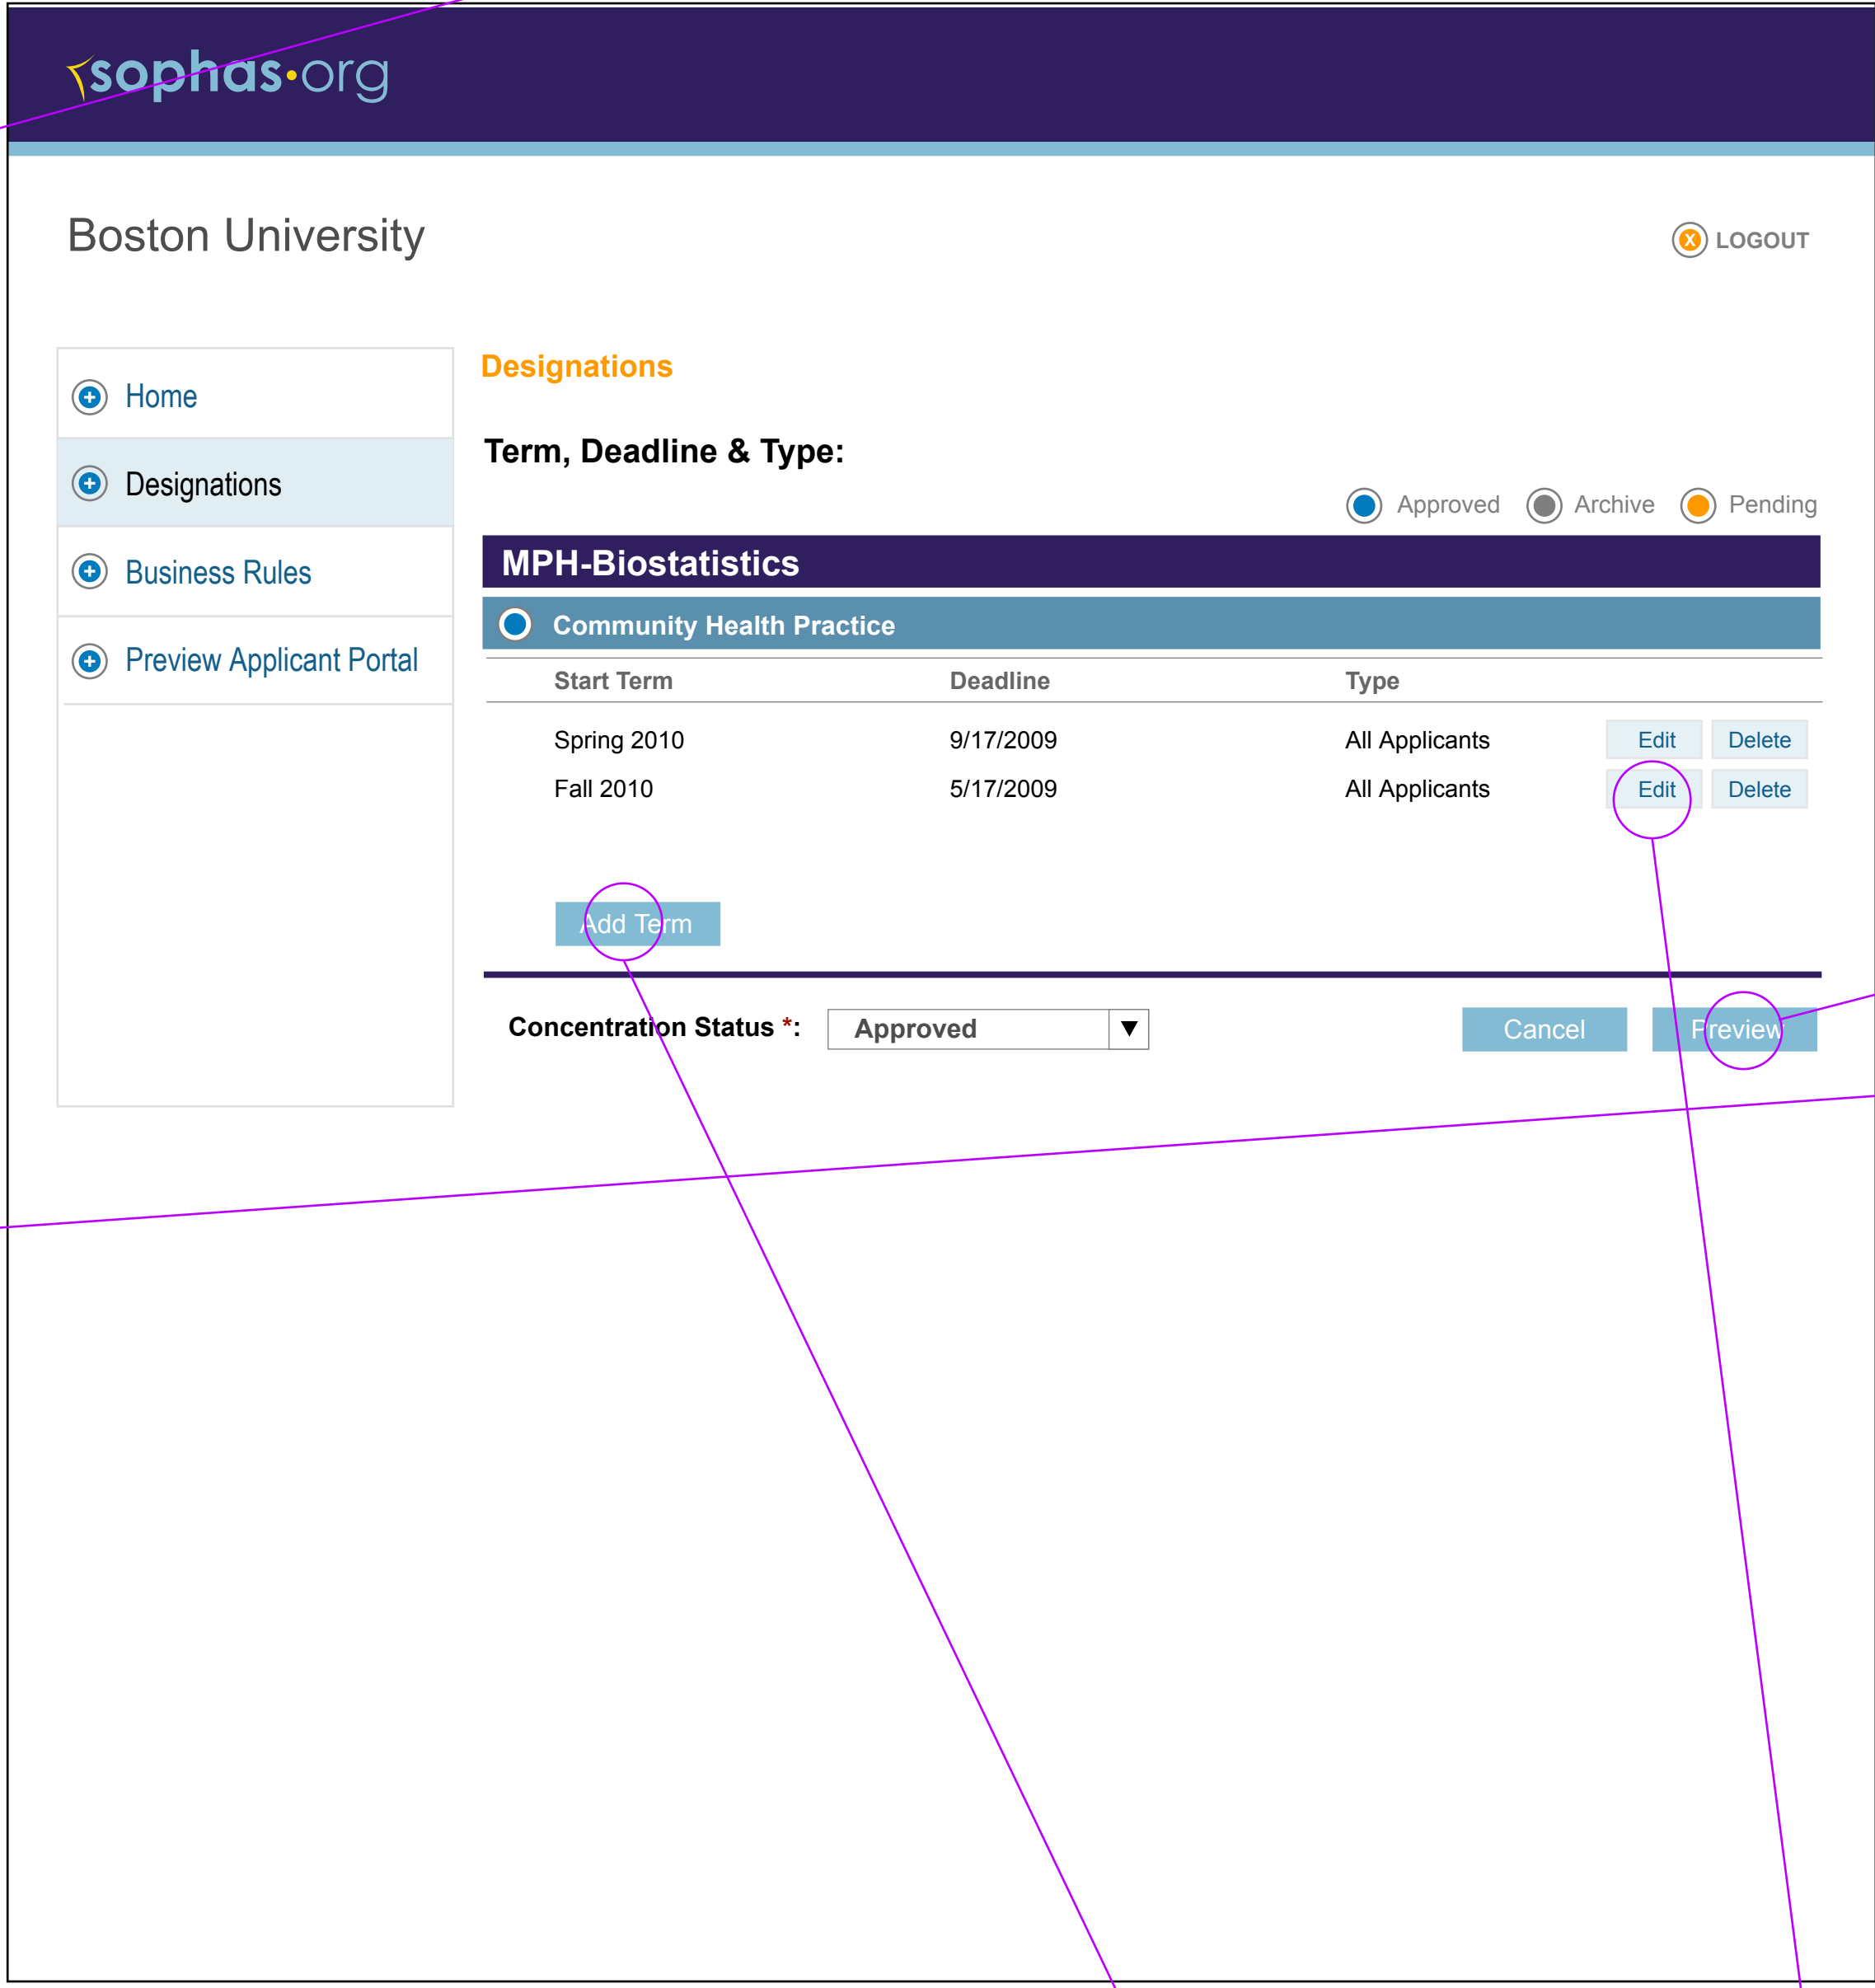 sophas•org
Boston University
X LOGOUT
Home
Designations
Business Rules
Preview Applicant Portal
Designations
Term, Deadline & Type:
Approved Archive Pending
MPH-Biostatistics
Community Health Practice
Start Term Deadline Type
Spring 2010 9/17/2009 All Applicants Edit Delete
Fall 2010 5/17/2009 All Applicants Edit Delete
Add Term
Concentration Status *: Approved Cancel Preview